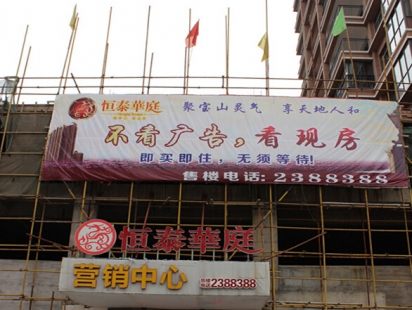 恒泰華庭
聚宝山灵气 享天地人和
不看广告,看现房
即买即住,无须等待!
售楼电话:2388388
恒泰華庭
营销中心
2388388